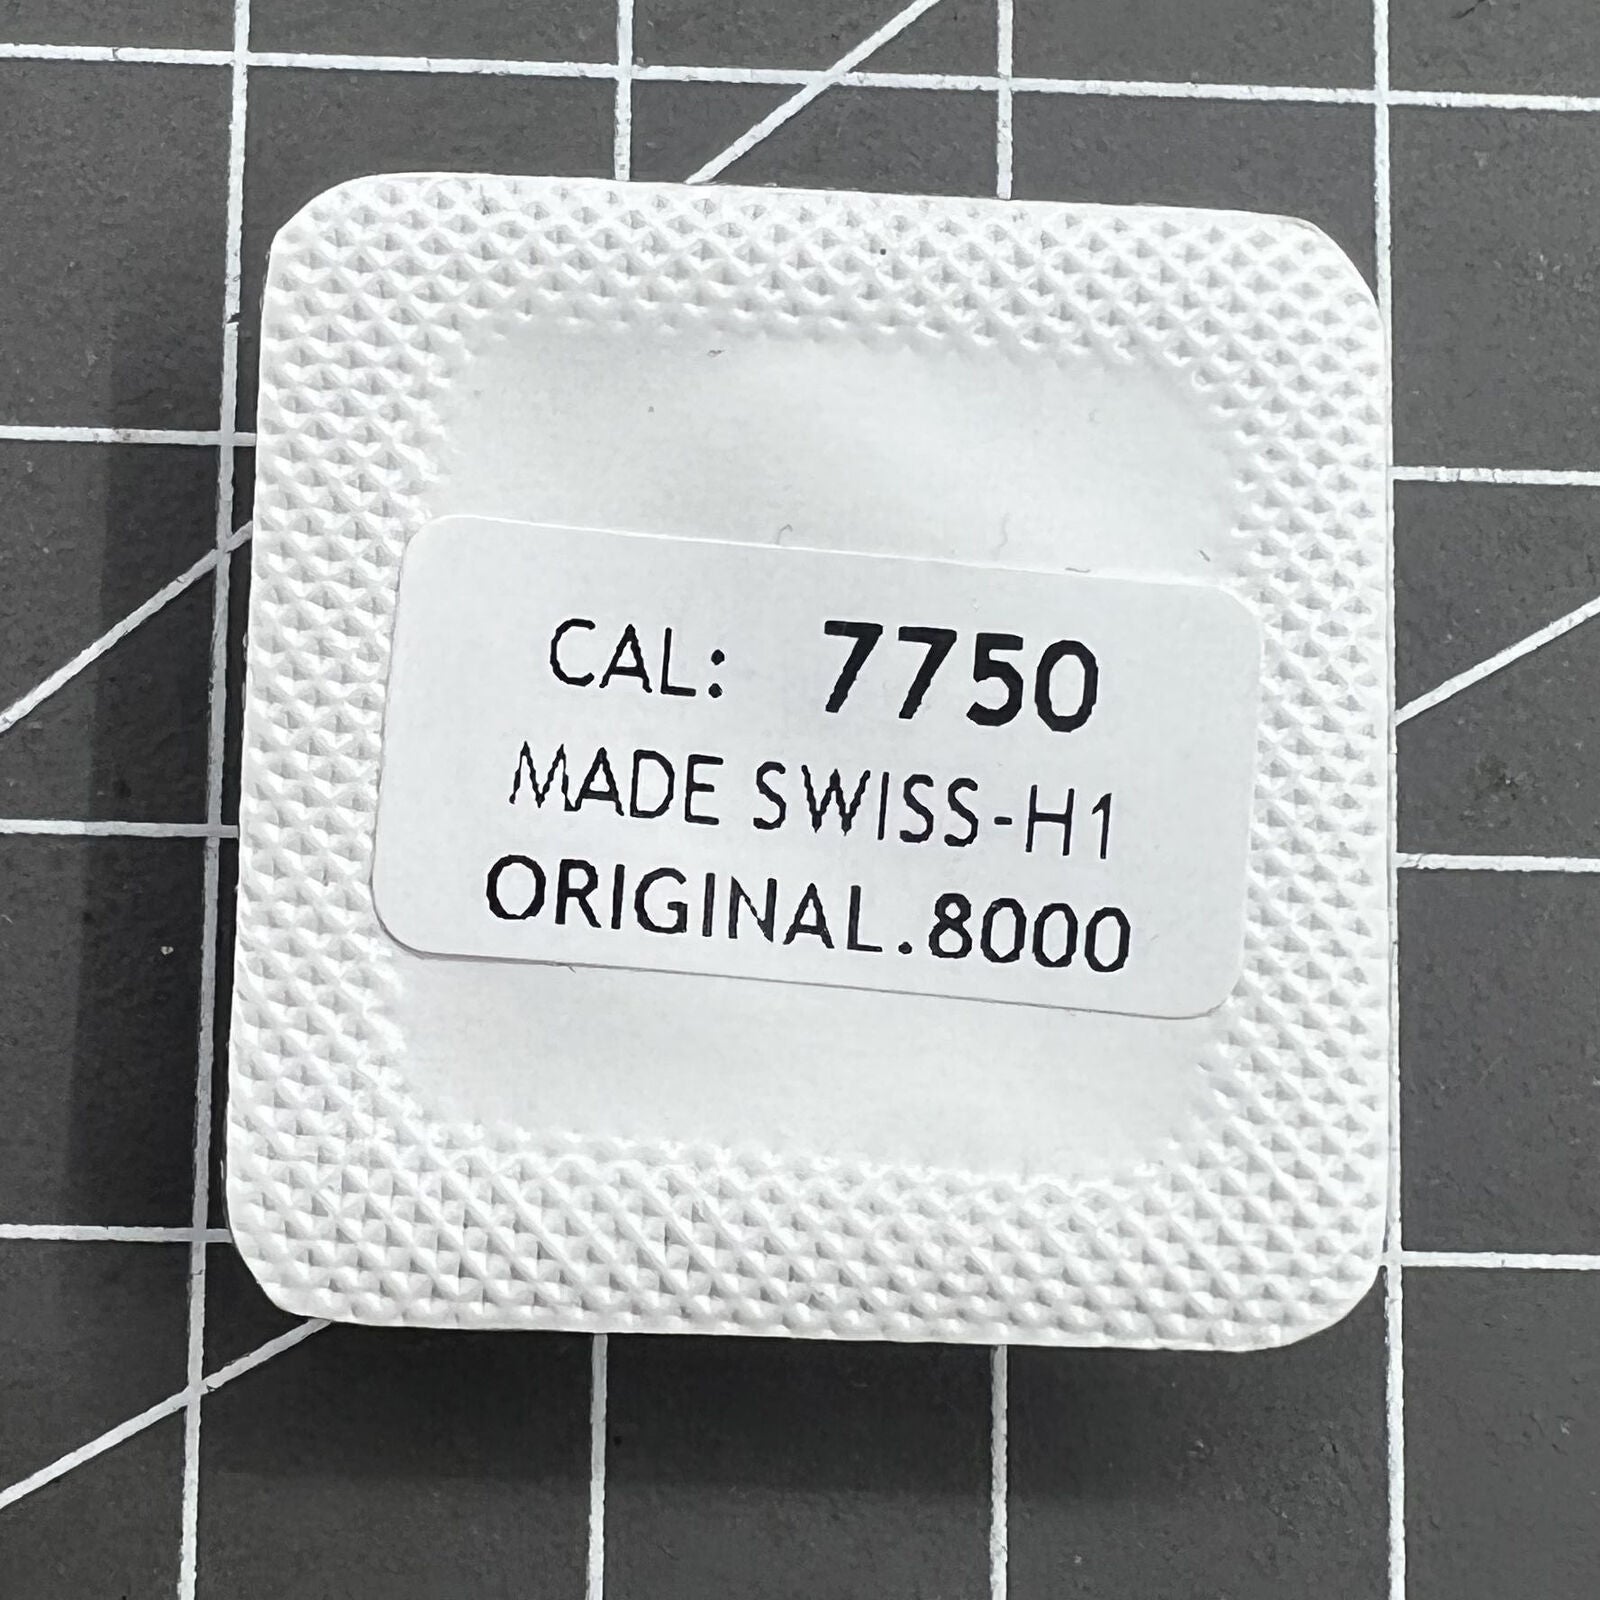 CAL: 7750
MADE SWISS-H1
ORIGINAL.8000